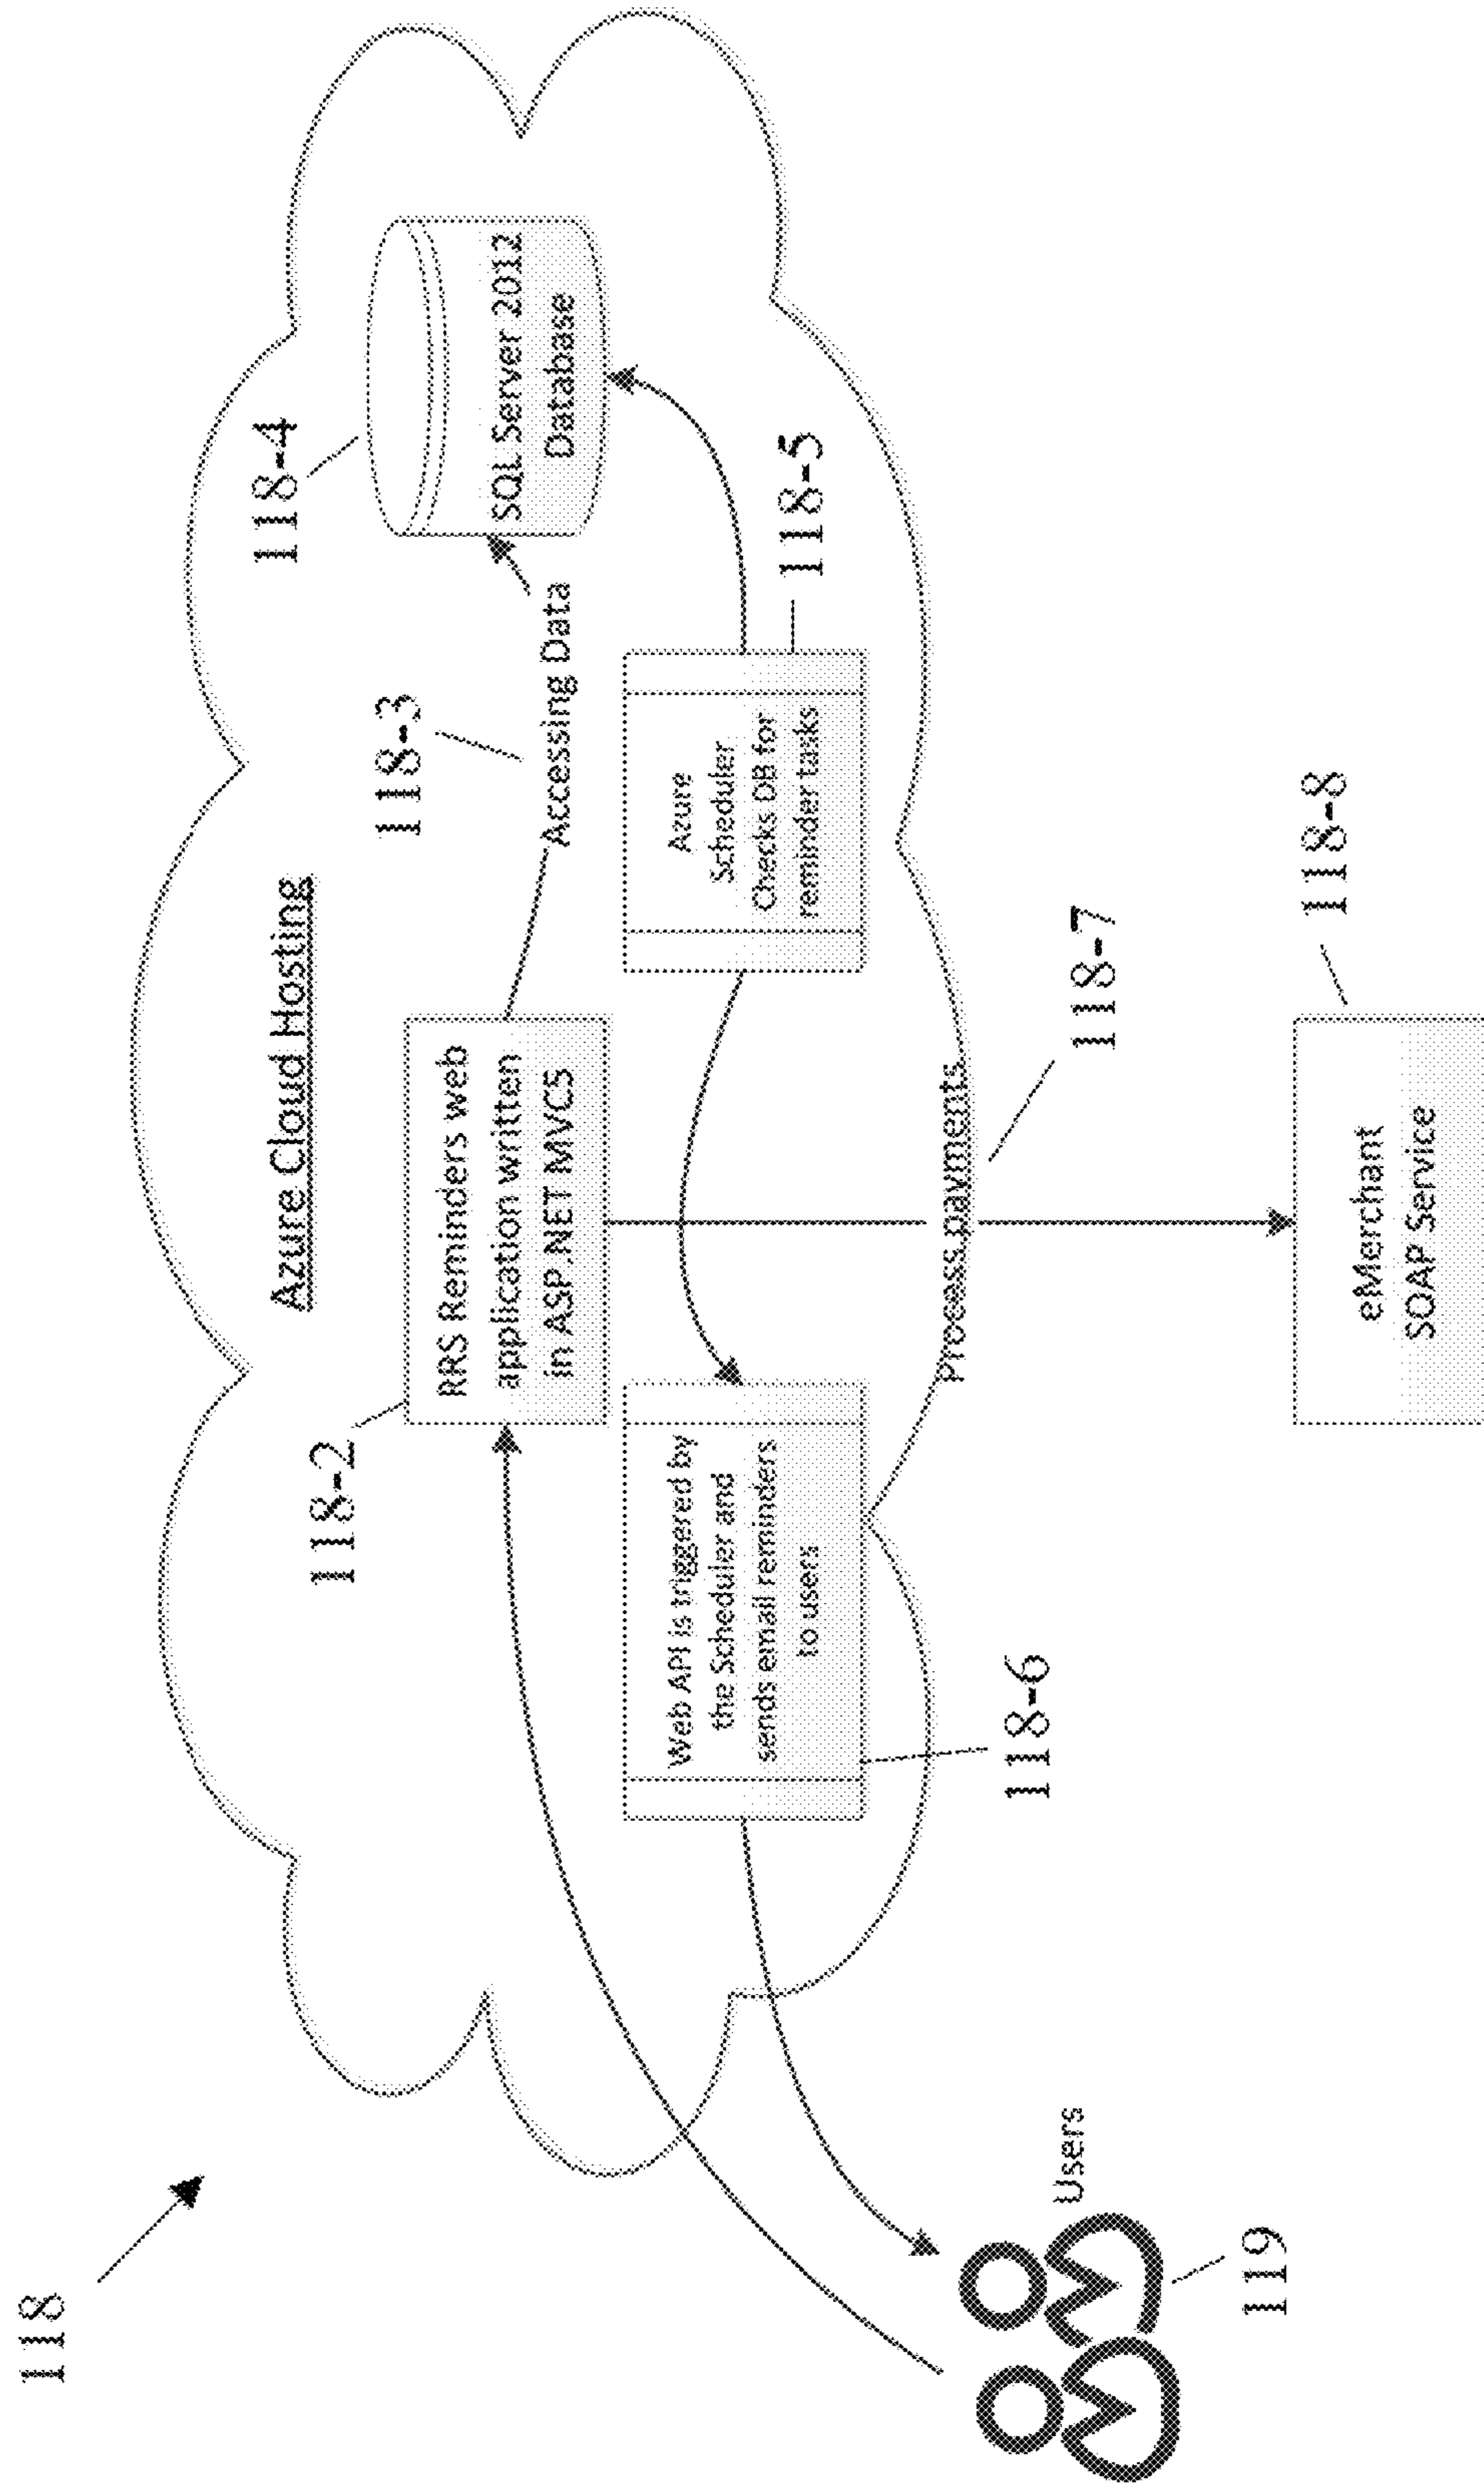 118
Azure Cloud Hosting
118-2
RRS Reminders web
application written
in ASP.NET MVC5
118-3
Accessing Data
118-4
SQL Server 2012
Database
Azure
Scheduler
Checks DB for
reminder tasks
118-5
Web API is triggered by
the Scheduler and
sends email reminders
to users
118-6
Process payments
118-7
Users
119
eMerchant
SOAP Service
118-8